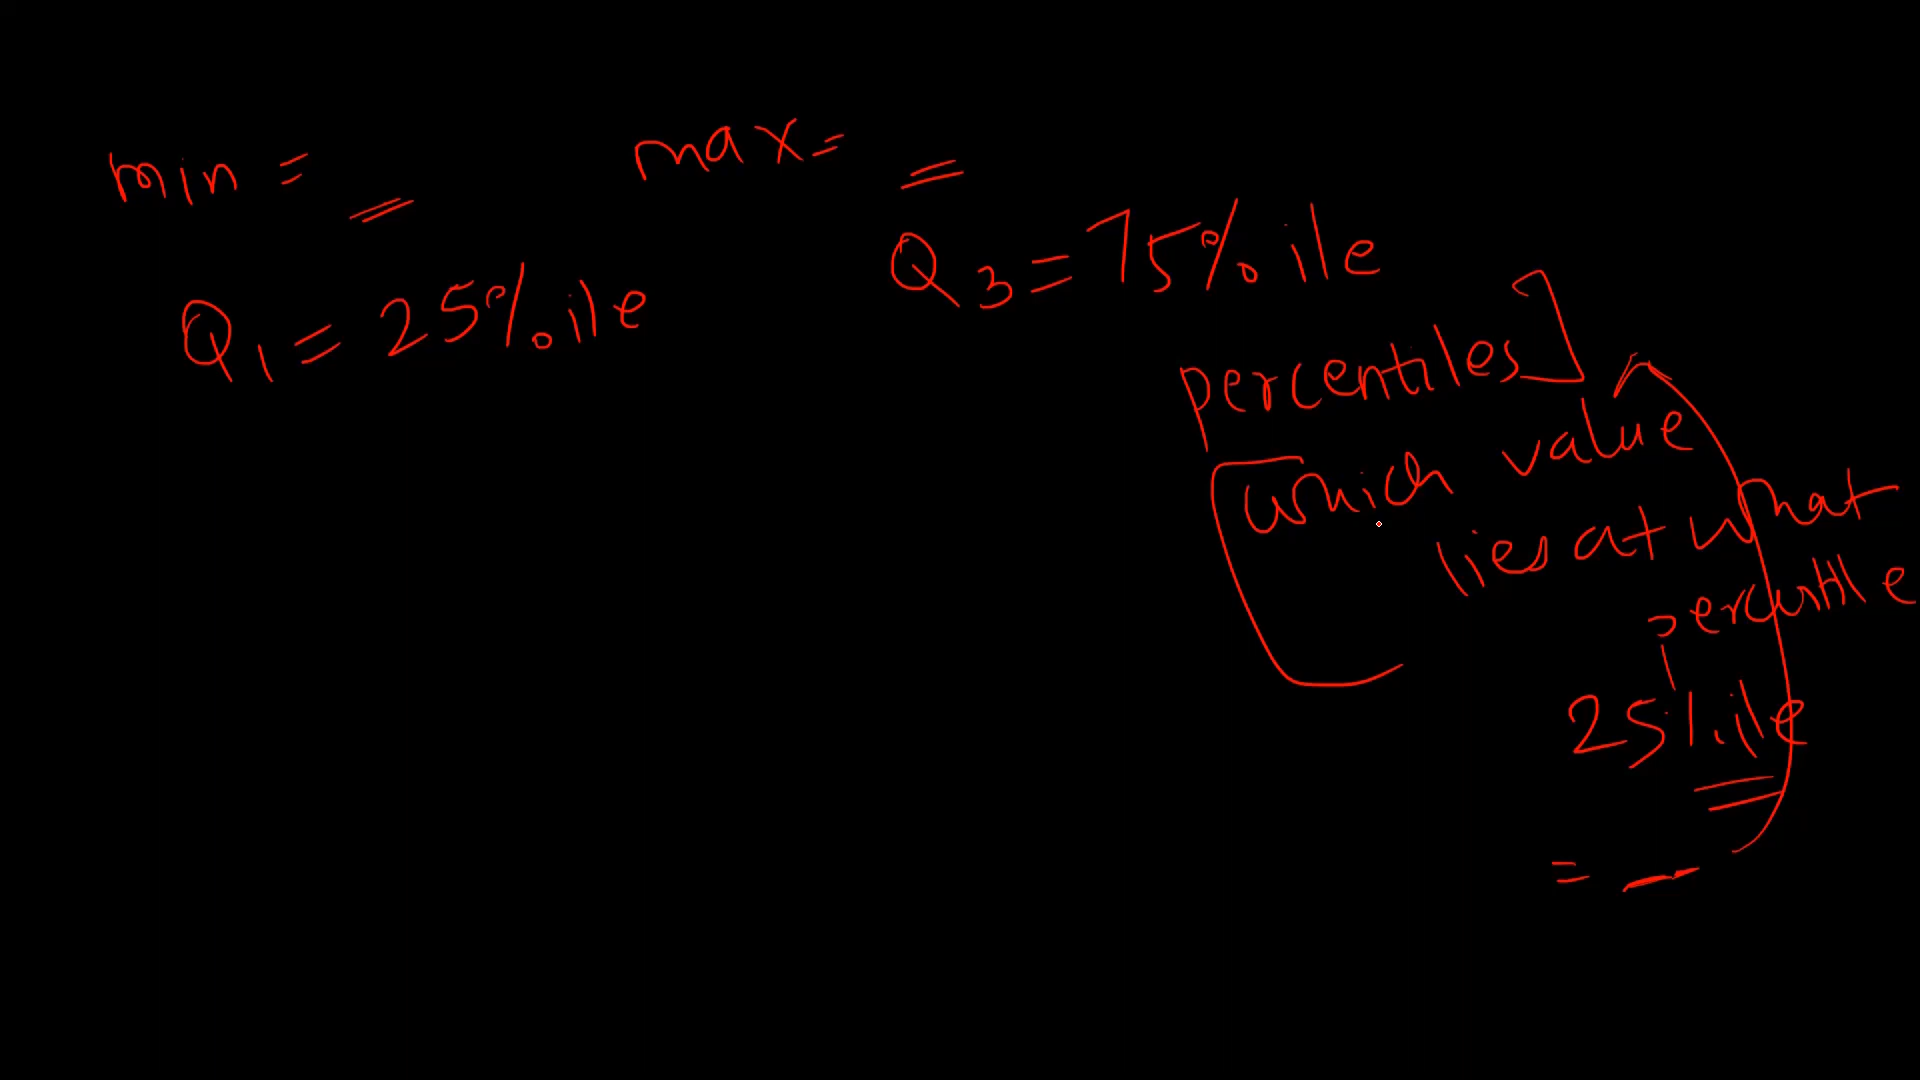 min =
max =
Q1 = 25%ile
Q3 = 75%ile
percentiles
which value
lies at what
percentile
25%ile
=